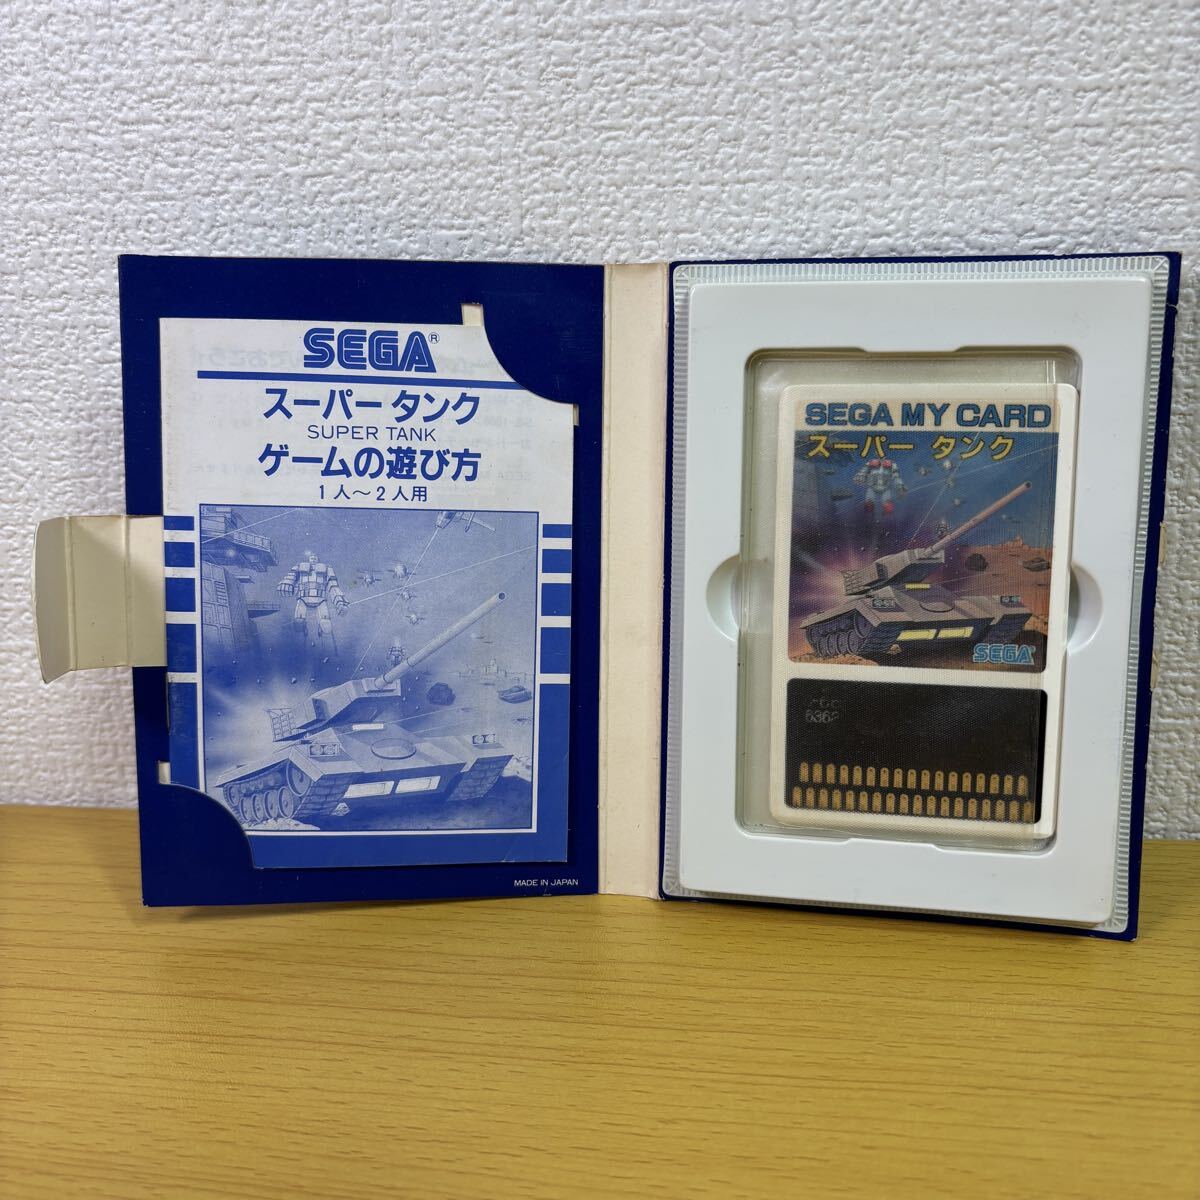 SEGA®
スーパー タンク
SUPER TANK
ゲームの遊び方
1人～2人用
MADE IN JAPAN
SEGA MY CARD
スーパー タンク
SEGA